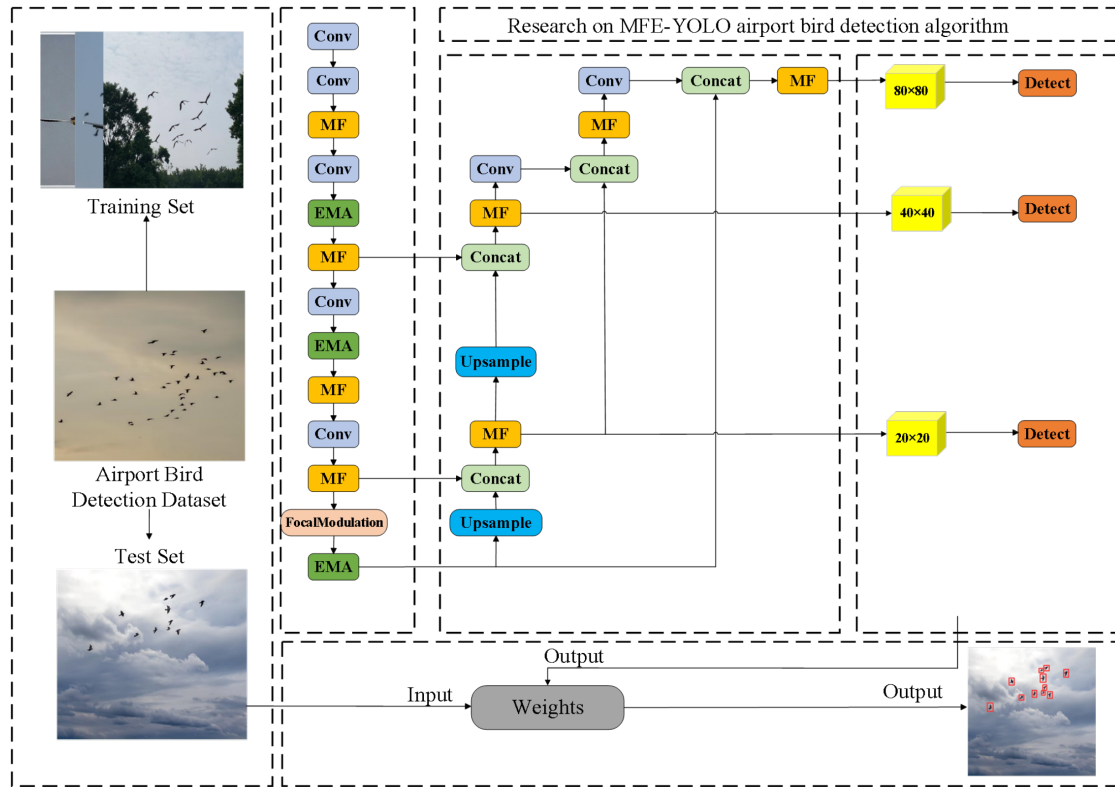 Research on MFE-YOLO airport bird detection algorithm
Training Set
Airport Bird
Detection Dataset
Test Set
Conv
Conv
MF
Conv
EMA
MF
Conv
EMA
MF
Conv
MF
FocalModulation
EMA
Conv
Concat
MF
MF
Conv
Concat
MF
Concat
Upsample
MF
Concat
Upsample
80×80
Detect
40×40
Detect
20×20
Detect
Output
Input
Weights
Output